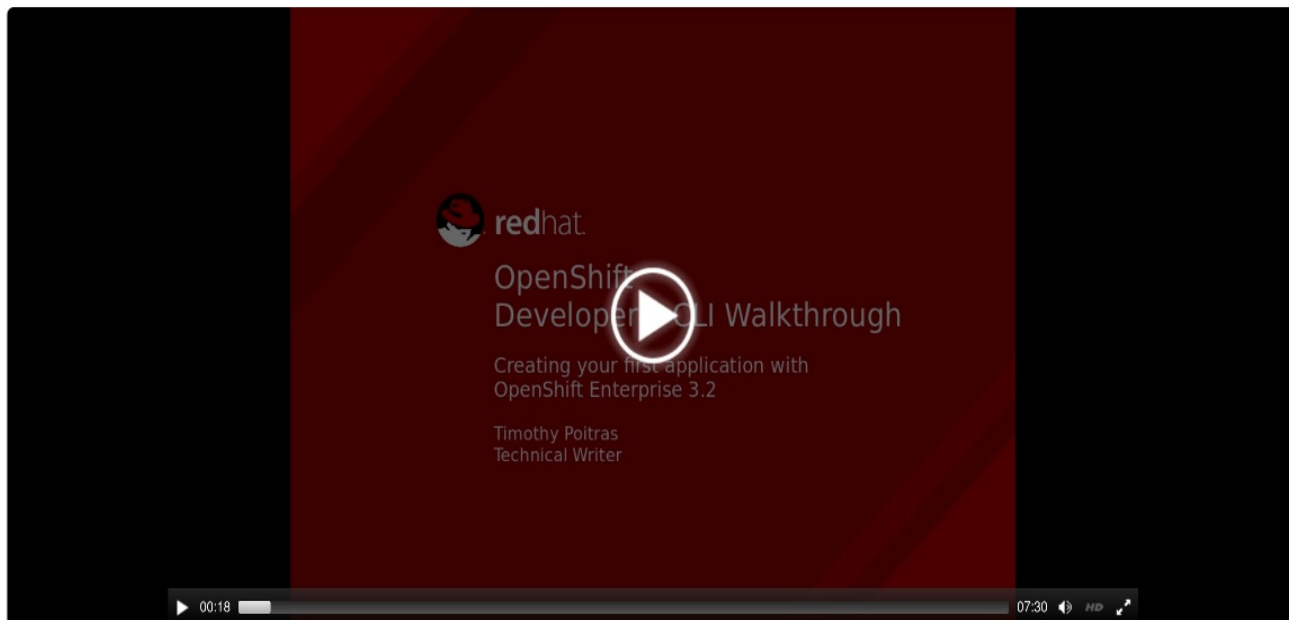 redhat.
OpenShift
Developer CLI Walkthrough
Creating your first application with
OpenShift Enterprise 3.2
Timothy Poitras
Technical Writer
00:18
07:30
HD